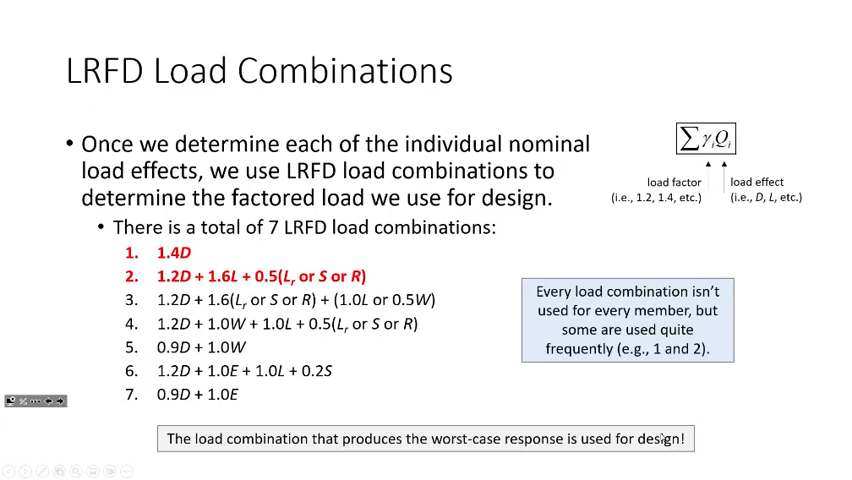 LRFD Load Combinations
• Once we determine each of the individual nominal
load effects, we use LRFD load combinations to
determine the factored load we use for design.
• There is a total of 7 LRFD load combinations:
1. 1.4D
2. 1.2D + 1.6L + 0.5(Lr or S or R)
3. 1.2D + 1.6(Lr or S or R) + (1.0L or 0.5W)
4. 1.2D + 1.0W + 1.0L + 0.5(Lr or S or R)
5. 0.9D + 1.0W
6. 1.2D + 1.0E + 1.0L + 0.2S
7. 0.9D + 1.0E
∑γiQi
load factor
(i.e., 1.2, 1.4, etc.)
load effect
(i.e., D, L, etc.)
Every load combination isn't
used for every member, but
some are used quite
frequently (e.g., 1 and 2).
The load combination that produces the worst-case response is used for design!